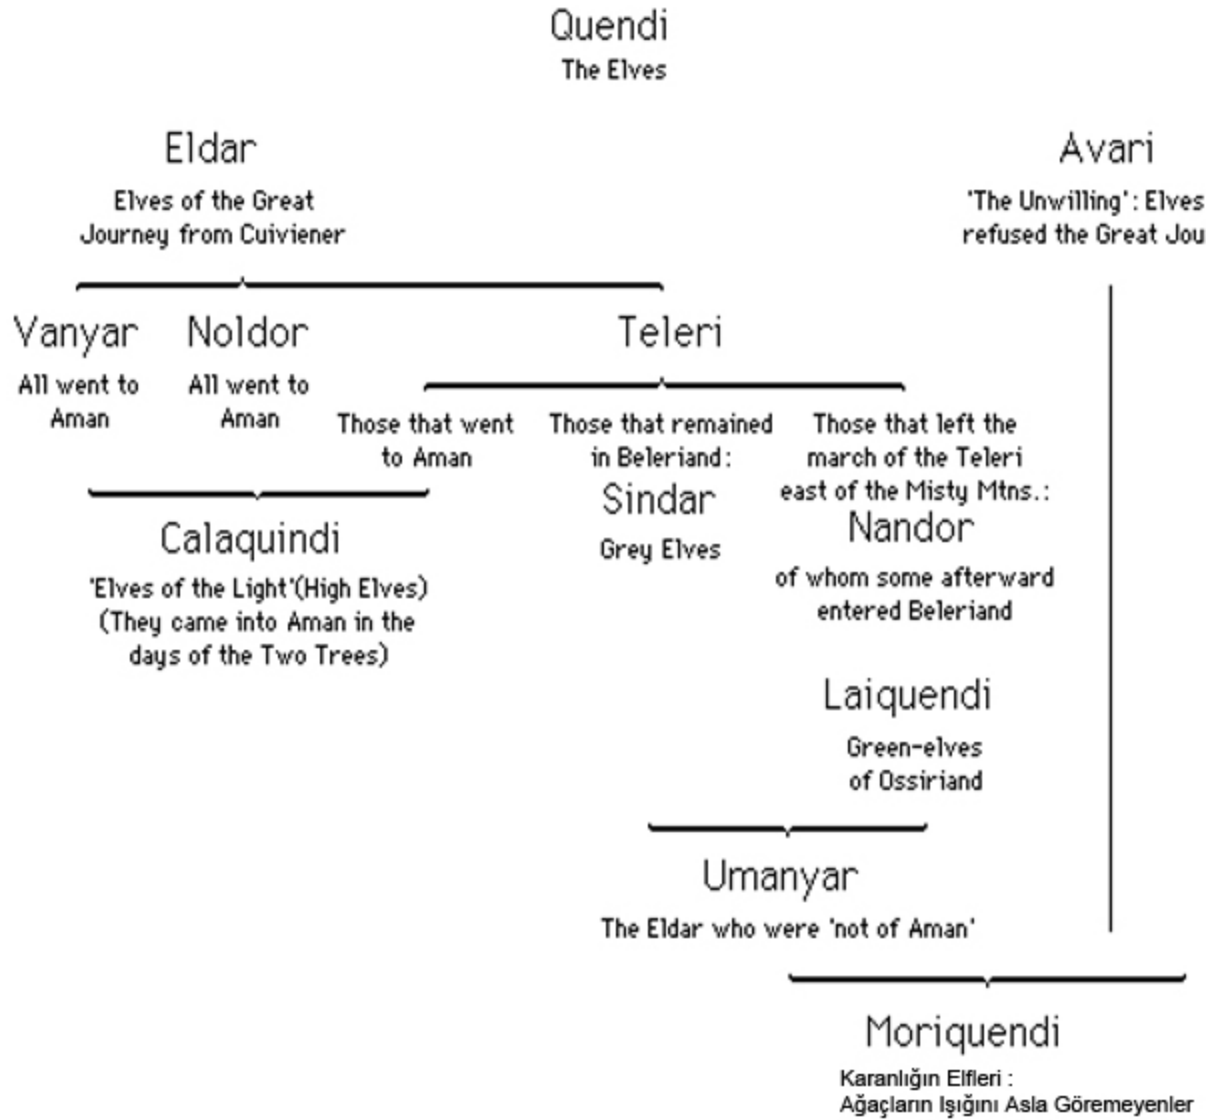 Quendi
The Elves
Eldar
Elves of the Great
Journey from Cuiviener
Avari
'The Unwilling': Elves
refused the Great Jou
Vanyar
All went to
Aman
Noldor
All went to
Aman
Teleri
Those that went
to Aman
Those that remained
in Beleriand:
Sindar
Grey Elves
Those that left the
march of the Teleri
east of the Misty Mtns.:
Nandor
of whom some afterward
entered Beleriand
Calaquindi
'Elves of the Light'(High Elves)
(They came into Aman in the
days of the Two Trees)
Laiquendi
Green-elves
of Ossiriand
Umanyar
The Eldar who were 'not of Aman'
Moriquendi
Karanlığın Elfleri :
Ağaçların Işığını Asla Göremeyenler